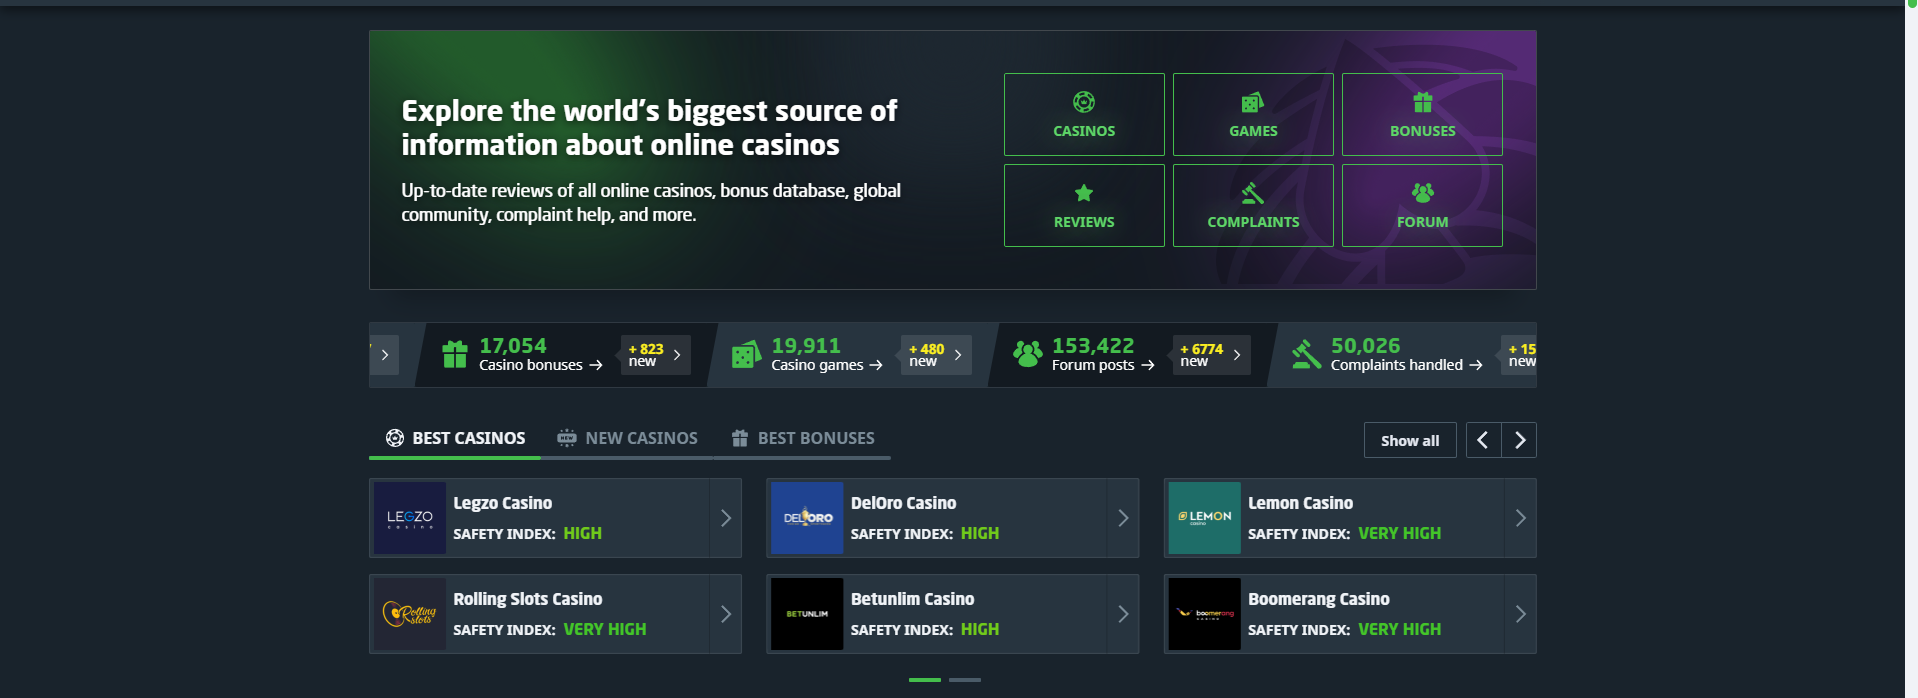 Explore the world's biggest source of
information about online casinos
Up-to-date reviews of all online casinos, bonus database, global
community, complaint help, and more.
CASINOS
GAMES
BONUSES
REVIEWS
COMPLAINTS
FORUM
17,054
Casino bonuses →
+ 823
new
19,911
Casino games →
+ 480
new
153,422
Forum posts →
+ 6774
new
50,026
Complaints handled →
+ 15
new
BEST CASINOS
NEW
NEW CASINOS
BEST BONUSES
Show all
LEGZO
casino
Legzo Casino
SAFETY INDEX: HIGH
DELORO
DelOro Casino
SAFETY INDEX: HIGH
LEMON
casino
Lemon Casino
SAFETY INDEX: VERY HIGH
Rolling
slots
Rolling Slots Casino
SAFETY INDEX: VERY HIGH
BETUNLIM
Betunlim Casino
SAFETY INDEX: HIGH
boomerang
CASINO
Boomerang Casino
SAFETY INDEX: VERY HIGH